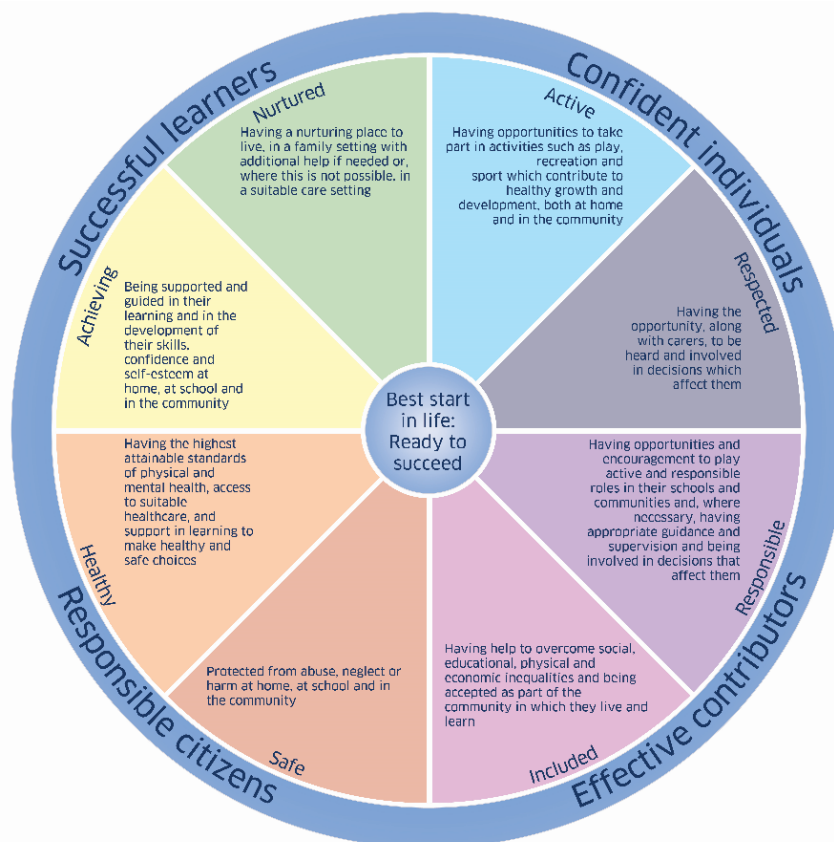 Successful learners
Confident individuals
Nurtured
Having a nurturing place to
live, in a family setting with
additional help if needed or,
where this is not possible, in
a suitable care setting
Active
Having opportunities to take
part in activities such as play,
recreation and
sport which contribute to
healthy growth and
development, both at home
and in the community
Achieving
Being supported and
guided in their
learning and in the
development of
their skills,
confidence and
self-esteem at
home, at school and
in the community
Respected
Having the
opportunity, along
with carers, to be
heard and involved
in decisions which
affect them
Best start
in life:
Ready to
succeed
Healthy
Having the highest
attainable standards
of physical and
mental health, access
to suitable
healthcare, and
support in learning to
make healthy and
safe choices
Responsible
Having opportunities and
encouragement to play
active and responsible
roles in their schools and
communities and, where
necessary, having
appropriate guidance and
supervision and being
involved in decisions that
affect them
Protected from abuse, neglect or
harm at home, at school and in
the community
Safe
Having help to overcome social,
educational, physical and
economic inequalities and being
accepted as part of the
community in which they live and
learn
Included
Responsible citizens
Effective contributors